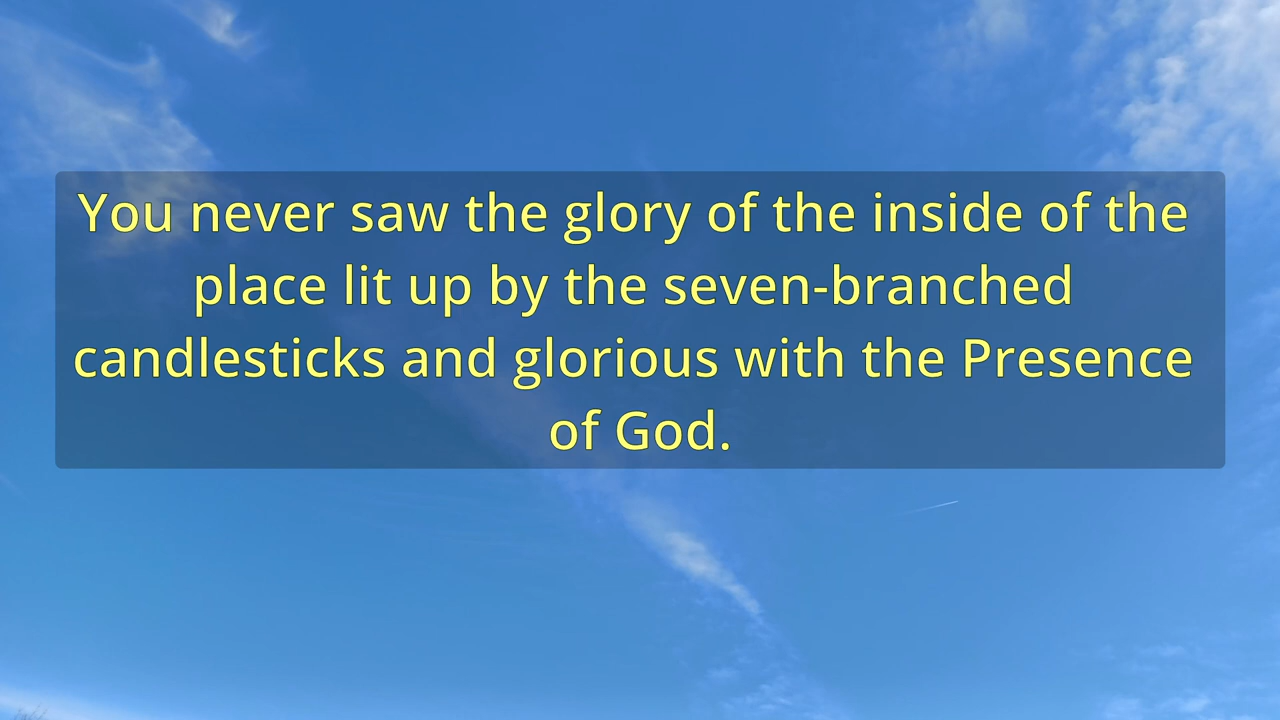 You never saw the glory of the inside of the
place lit up by the seven-branched
candlesticks and glorious with the Presence
of God.